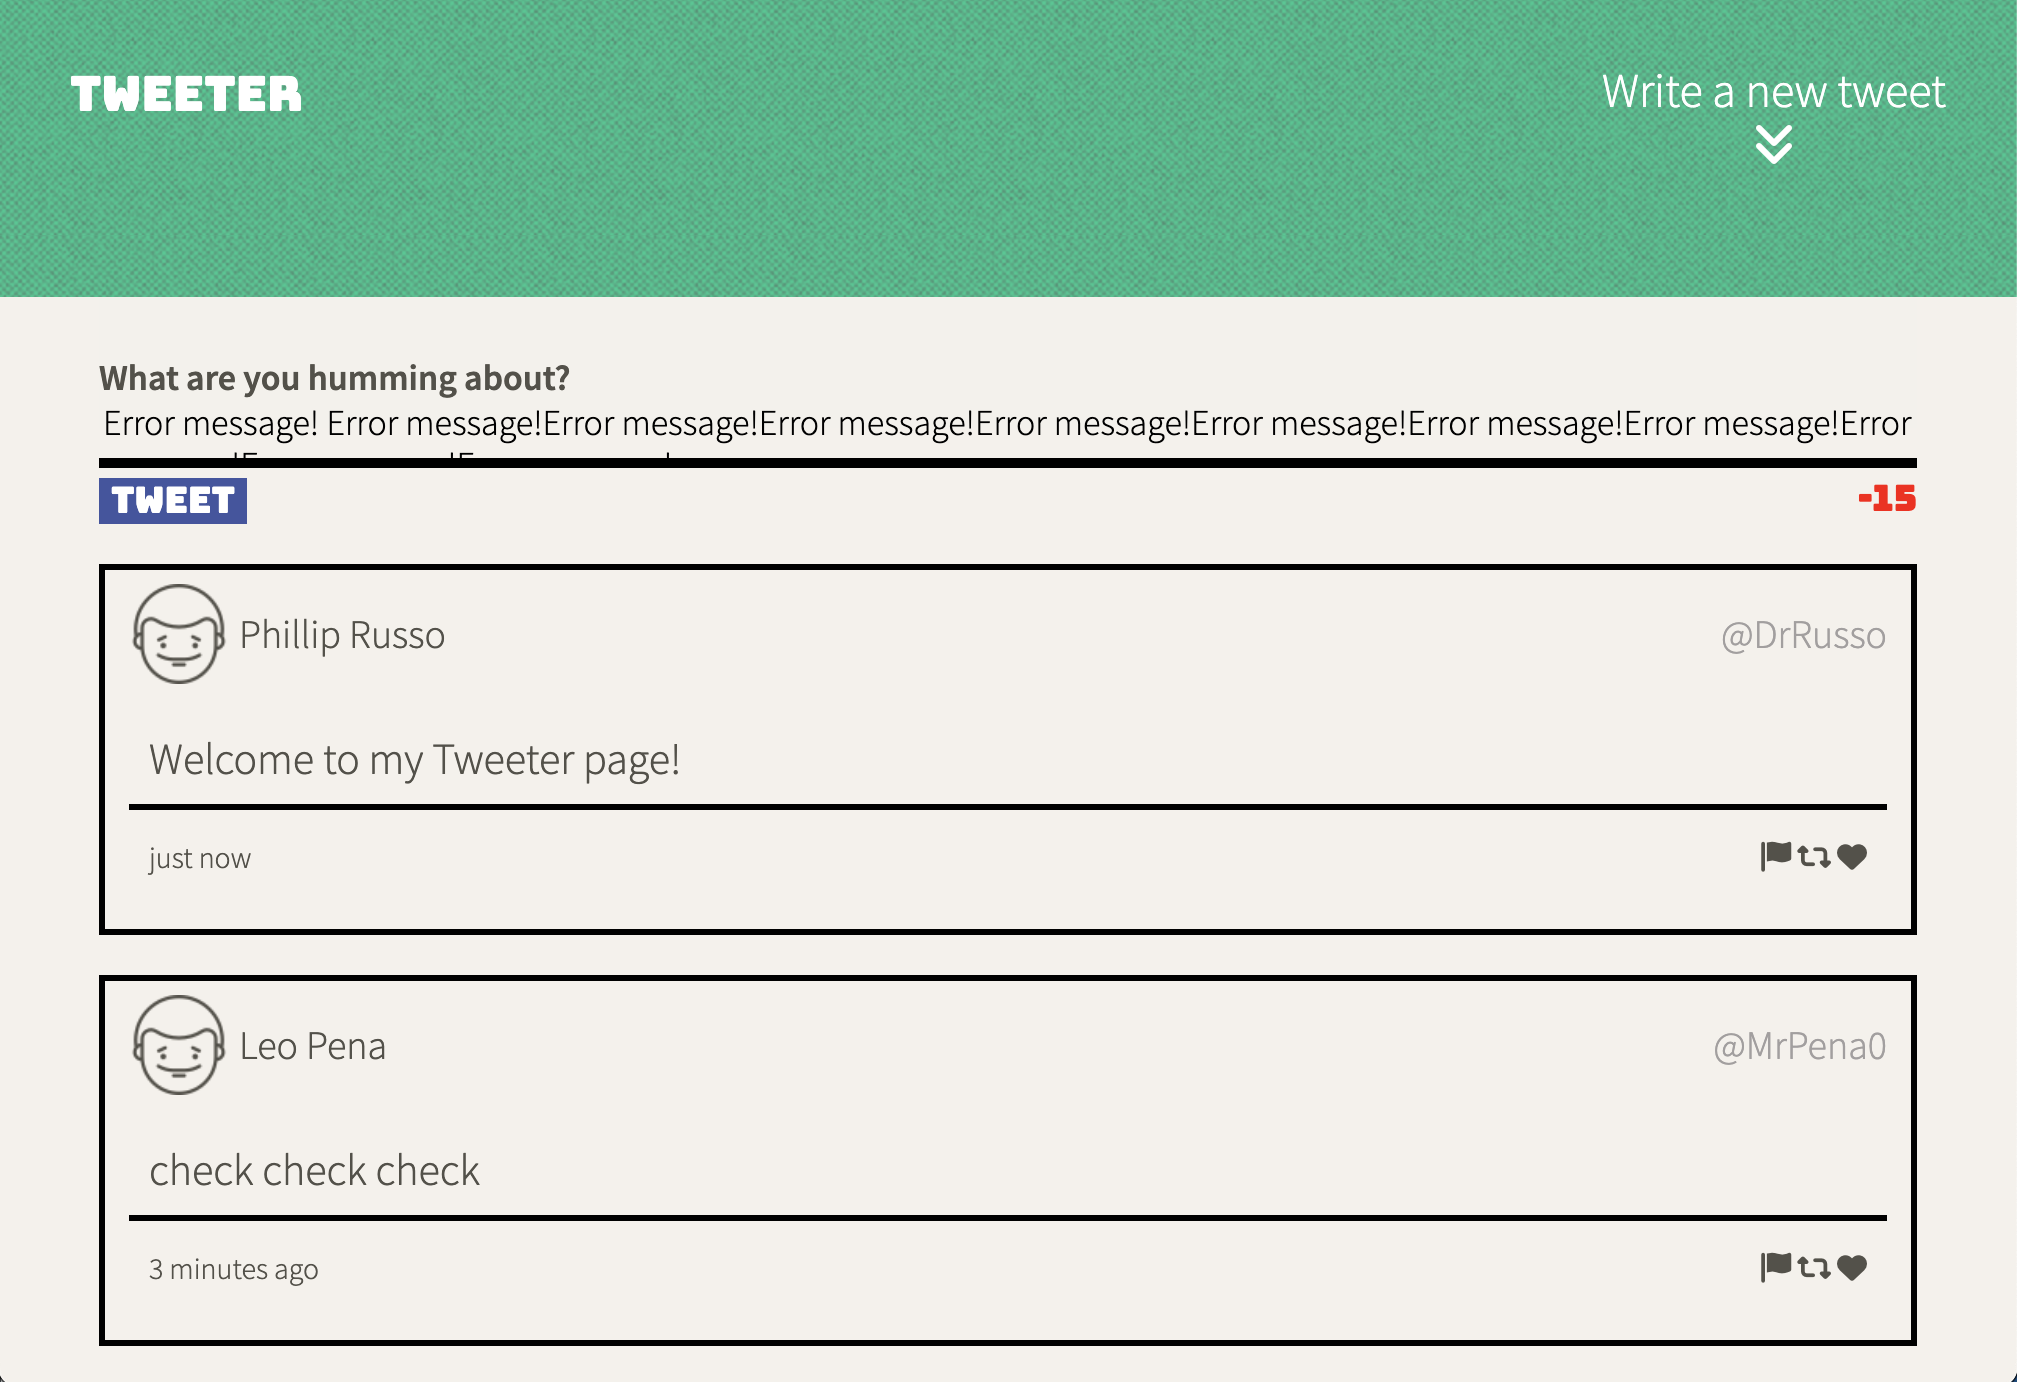 TWEETER
Write a new tweet
What are you humming about?
Error message! Error message!Error message!Error message!Error message!Error message!Error message!Error message!Error
TWEET
-15
Phillip Russo
@DrRusso
Welcome to my Tweeter page!
just now
Leo Pena
@MrPena0
check check check
3 minutes ago